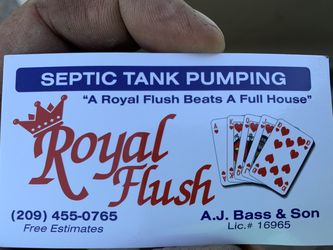 SEPTIC TANK PUMPING
"A Royal Flush Beats A Full House"
Royal
Flush
(209) 455-0765
Free Estimates
A.J. Bass & Son
Lic.# 16965